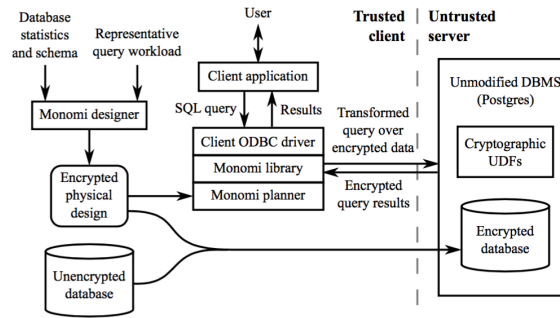 Database
statistics
and schema
Representative
query workload
User
Trusted
client
Untrusted
server
Monomi designer
Client application
SQL query
Results
Unmodified DBMS
(Postgres)
Client ODBC driver
Monomi library
Monomi planner
Transformed
query over
encrypted data
Encrypted
query results
Cryptographic
UDFs
Encrypted
physical
design
Encrypted
database
Unencrypted
database